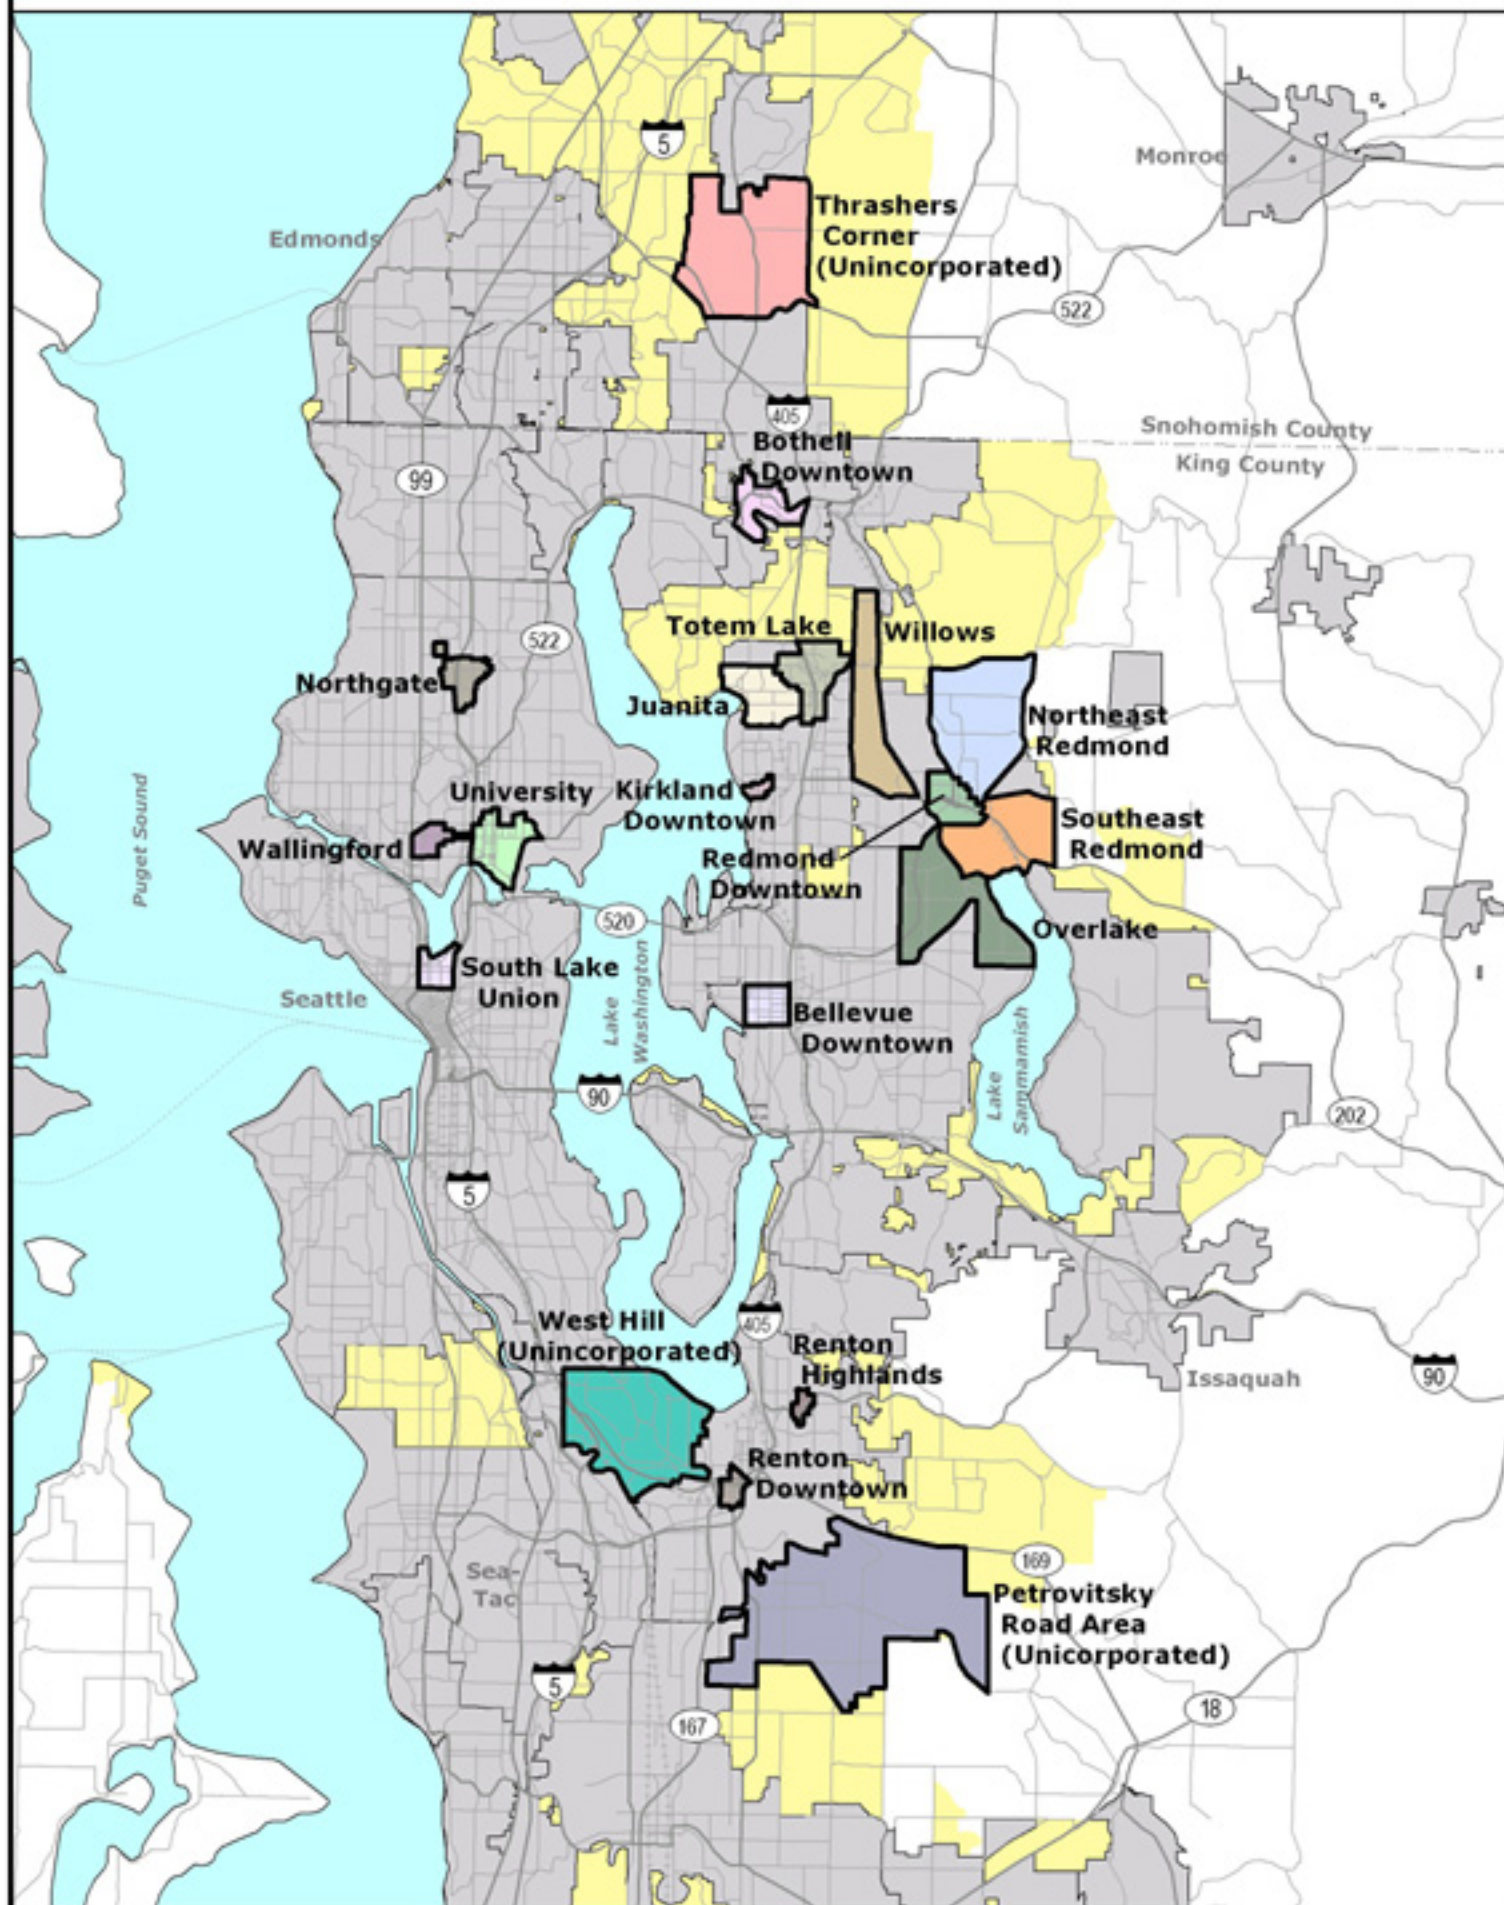 5
Monroe
Thrashers
Corner
(Unincorporated)
Edmonds
522
405
Snohomish County
King County
Bothell
Downtown
99
522
Totem Lake
Willows
Northgate
Juanita
Northeast
Redmond
Puget Sound
University
Kirkland
Downtown
Southeast
Redmond
Wallingford
Redmond
Downtown
520
Overlake
South Lake
Union
Seattle
Lake
Washington
Bellevue
Downtown
Lake
Sammamish
90
202
5
West Hill
(Unincorporated)
405
Renton
Highlands
90
Issaquah
Renton
Downtown
Sea-
Tac
169
Petrovitsky
Road Area
(Unicorporated)
5
18
167